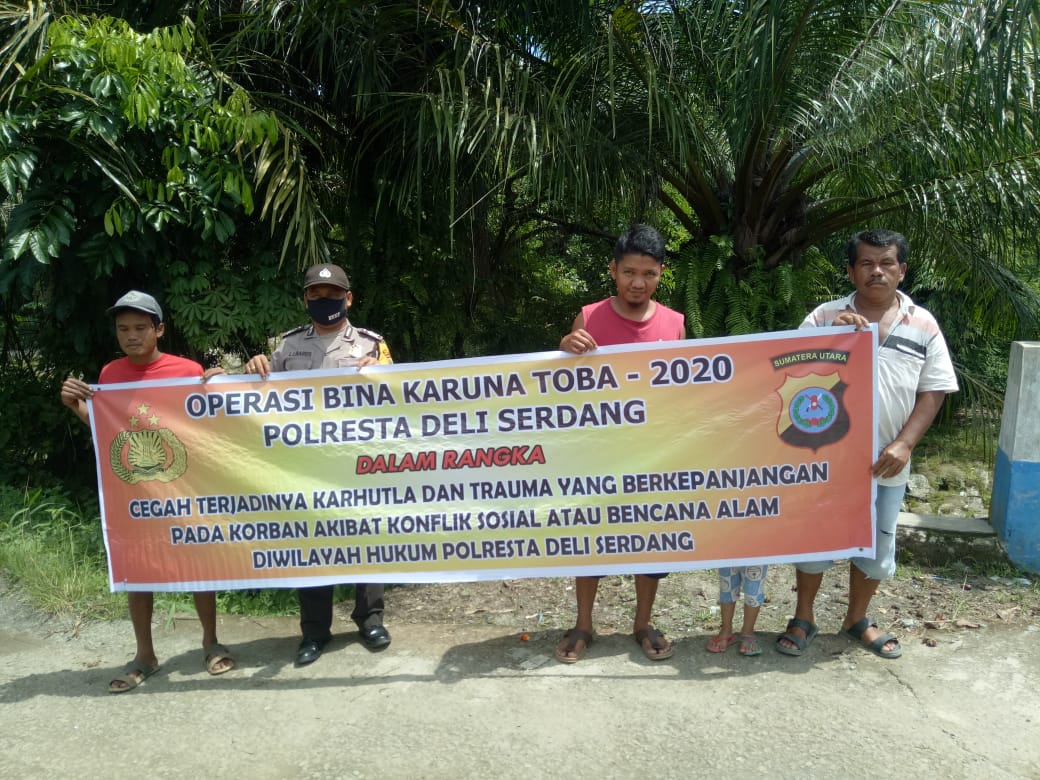 OPERASI BINA KARUNA TOBA - 2020
POLRESTA DELI SERDANG
DALAM RANGKA
CEGAH TERJADINYA KARHUTLA DAN TRAUMA YANG BERKEPANJANGAN
PADA KORBAN AKIBAT KONFLIK SOSIAL ATAU BENCANA ALAM
DIWILAYAH HUKUM POLRESTA DELI SERDANG
SUMATERA UTARA